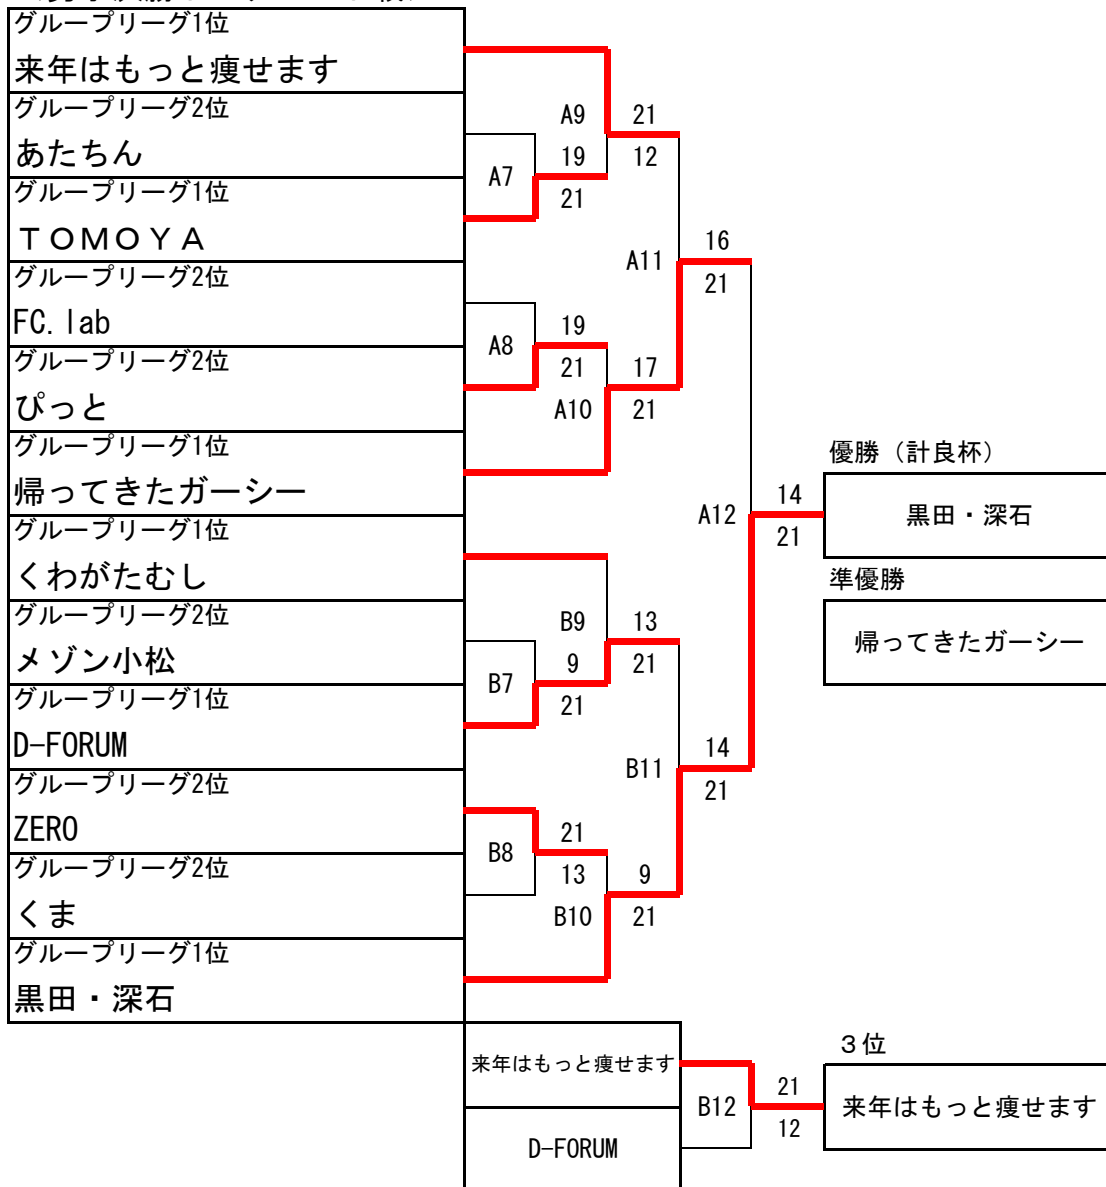 グループリーグ1位
来年はもっと痩せます
グループリーグ2位
あたちん
グループリーグ1位
ＴＯＭＯＹＡ
グループリーグ2位
FC.lab
グループリーグ2位
ぴっと
グループリーグ1位
帰ってきたガーシー
グループリーグ1位
くわがたむし
グループリーグ2位
メゾン小松
グループリーグ1位
D-FORUM
グループリーグ2位
ZERO
グループリーグ2位
くま
グループリーグ1位
黒田・深石
A7
19
21
A8
19
21
B7
9
21
B8
21
13
A9
21
12
A10
17
21
B9
13
21
B10
9
21
A11
16
21
B11
14
21
A12
14
21
優勝（計良杯）
黒田・深石
準優勝
帰ってきたガーシー
来年はもっと痩せます
D-FORUM
B12
21
12
３位
来年はもっと痩せます